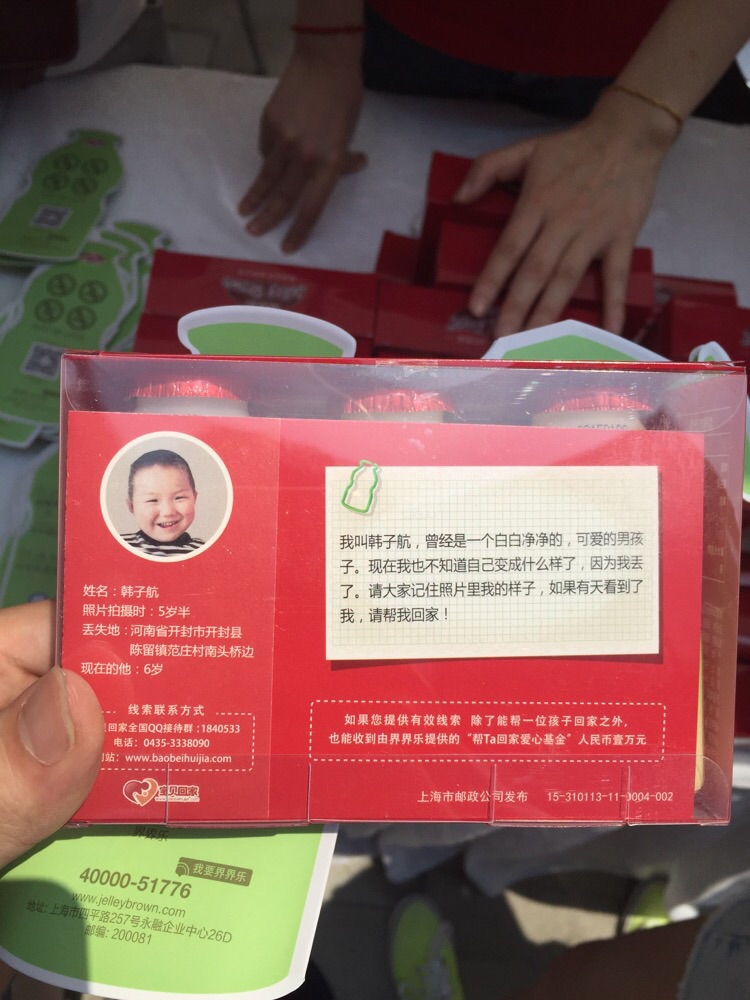 姓名：韩子航
照片拍摄时：5岁半
丢失地：河南省开封市开封县
陈留镇范庄村南头桥边
现在的他：6岁
线索联系方式
回家全国QQ接待群：1840533
电话：0435-3338090
站：www.baobeihuijia.com
宝贝回家
我叫韩子航，曾经是一个白白净净的，可爱的男孩
子。现在我也不知道自己变成什么样了，因为我丢
了。请大家记住照片里我的样子，如果有天看到了
我，请帮我回家！
如果您提供有效线索 除了能帮一位孩子回家之外，
也能收到由界界乐提供的“帮Ta回家爱心基金”人民币壹万元
上海市邮政公司发布 15-310113-11-0004-002
界界乐
我要界界乐
40000-51776
www.jelleybrown.com
地址：上海市四平路257号永融企业中心26D
邮编：200081